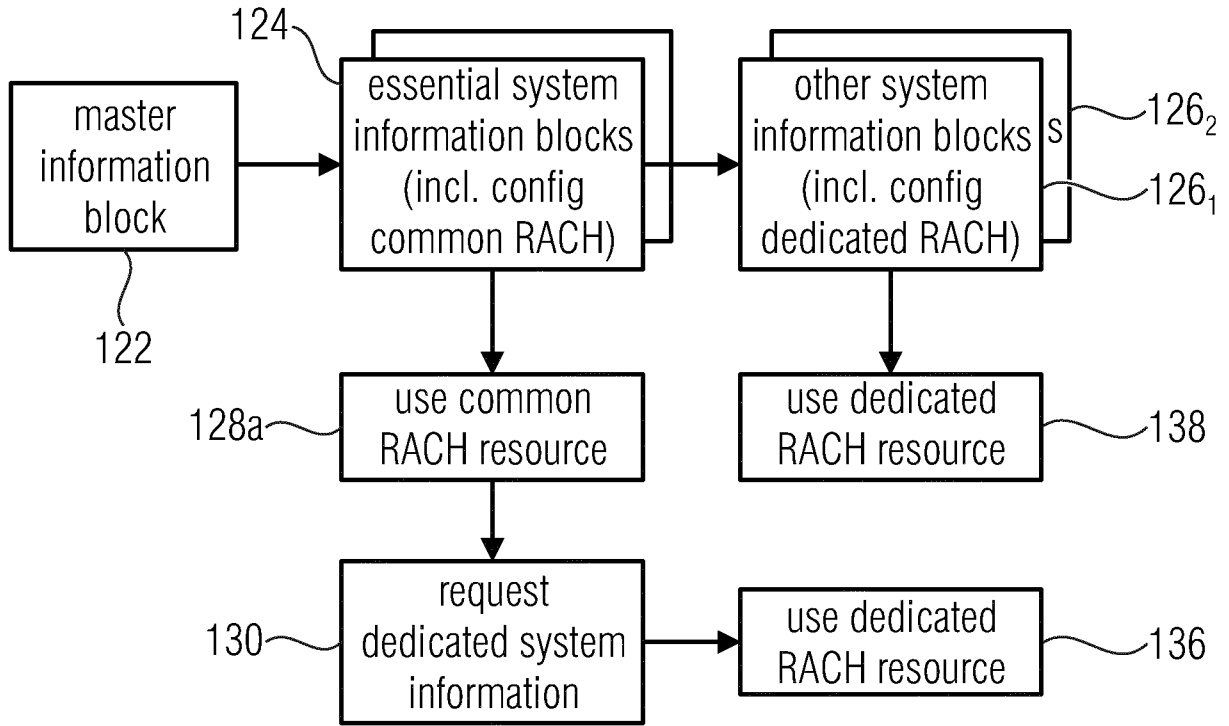 124
master
information
block
122
essential system
information blocks
(incl. config
common RACH)
other system
information blocks
(incl. config
dedicated RACH)
s
126₂
126₁
128a
use common
RACH resource
use dedicated
RACH resource
138
130
request
dedicated system
information
use dedicated
RACH resource
136